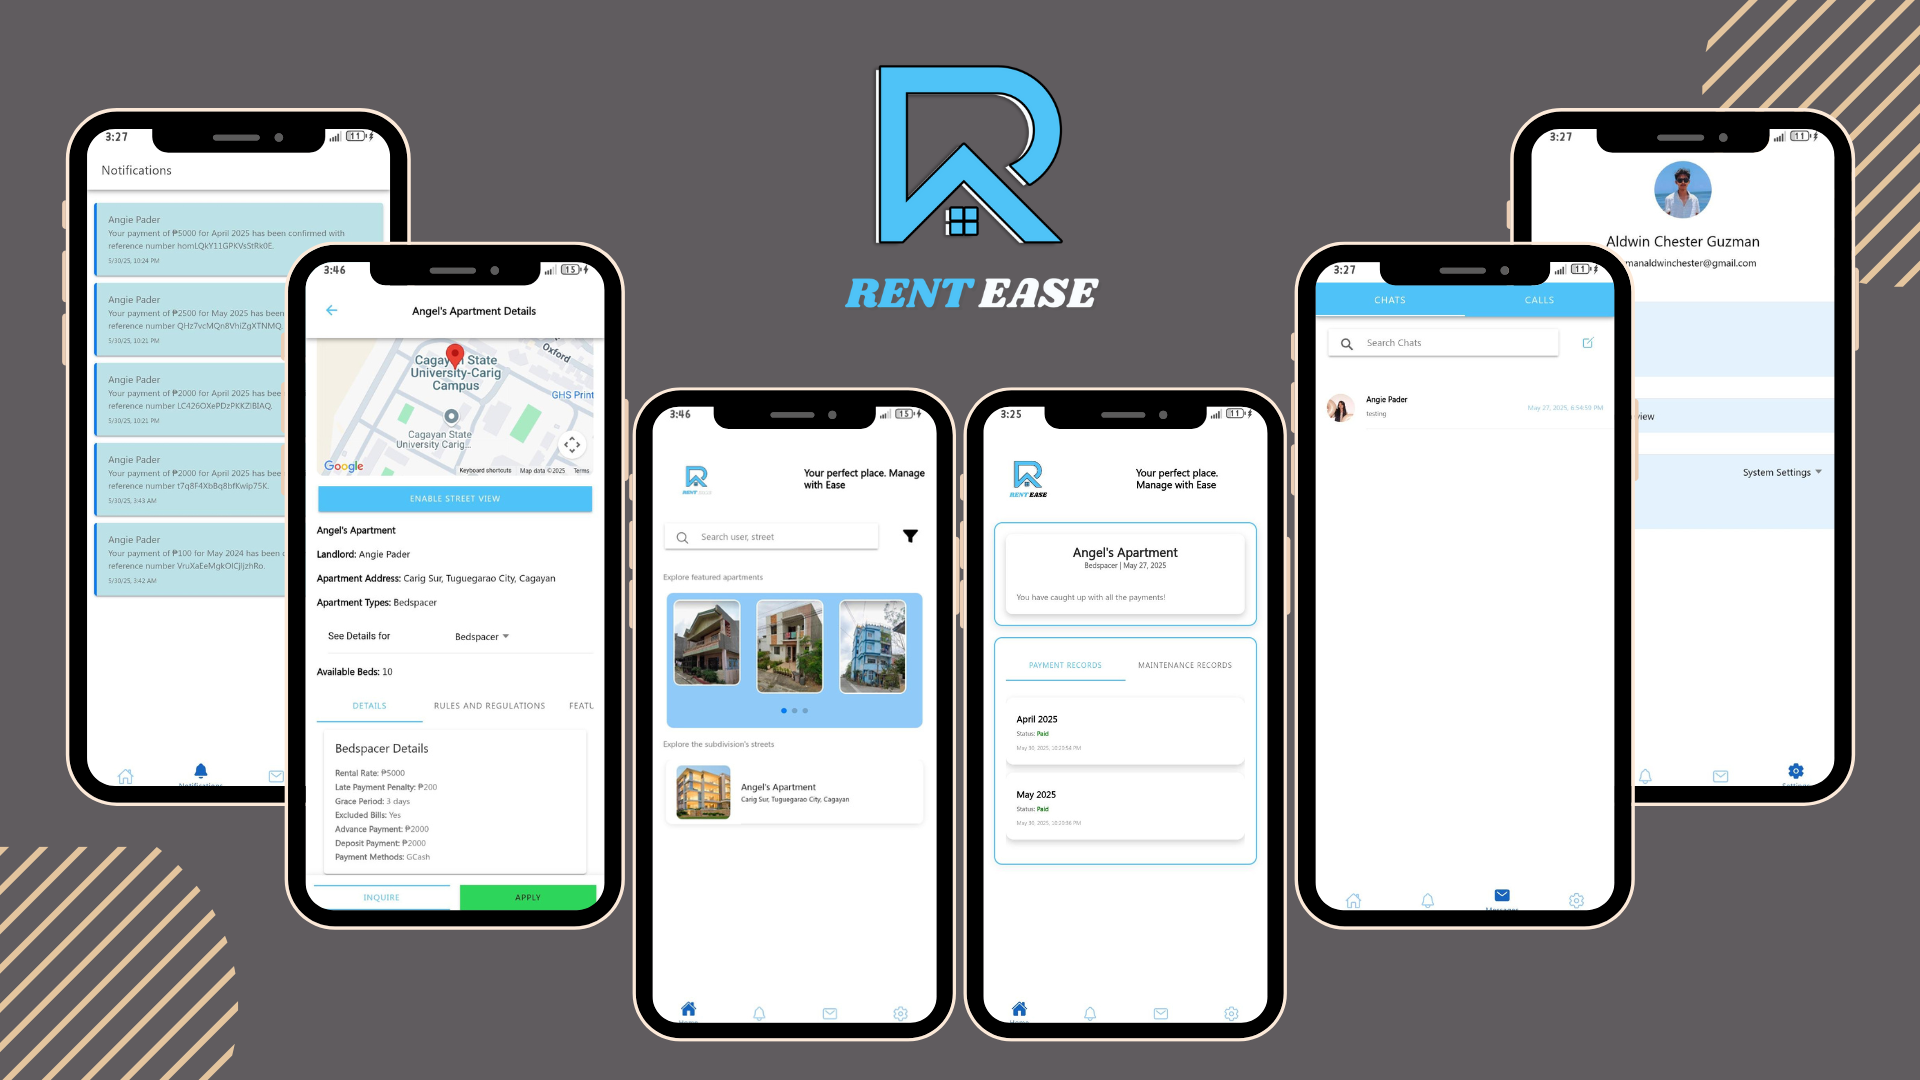 RENT EASE
3:27
11
Notifications
Angie Pader
Your payment of ₱5000 for April 2025 has been confirmed with
reference number homLQkY11GPKVsStRk0E.
5/30/25, 10:24 PM
Angie Pader
Your payment of ₱2500 for May 2025 has been
reference number QHz7vcMQn8VhiZgXTNMQ.
5/30/25, 10:21 PM
Angie Pader
Your payment of ₱2000 for April 2025 has bee
reference number LC426OXePDzPKKZIBIAQ.
5/30/25, 10:21 PM
Angie Pader
Your payment of ₱2000 for April 2025 has bee
reference number t7q8F4XbBq8bfKwip75K.
5/30/25, 3:43 AM
Angie Pader
Your payment of ₱100 for May 2024 has been
reference number VruXaEeMgkOICjljzhRo.
5/30/25, 3:42 AM
3:46
15
Angel's Apartment Details
Oxford
Cagayan State
University-Carig
Campus
GHS Print
Cagayan State
University Carig...
Google
Keyboard shortcuts Map data ©2025 Terms
ENABLE STREET VIEW
Angel's Apartment
Landlord: Angie Pader
Apartment Address: Carig Sur, Tuguegarao City, Cagayan
Apartment Types: Bedspacer
See Details for Bedspacer
Available Beds: 10
DETAILS RULES AND REGULATIONS FEATU
Bedspacer Details
Rental Rate: ₱5000
Late Payment Penalty: ₱200
Grace Period: 3 days
Excluded Bills: Yes
Advance Payment: ₱2000
Deposit Payment: ₱2000
Payment Methods: GCash
INQUIRE APPLY
3:46
15
RENT
Your perfect place. Manage
with Ease
Search user, street
Explore featured apartments
Explore the subdivision's streets
Angel's Apartment
Carig Sur, Tuguegarao City, Cagayan
3:25
11
RENT EASE
Your perfect place.
Manage with Ease
Angel's Apartment
Bedspacer | May 27, 2025
You have caught up with all the payments!
PAYMENT RECORDS MAINTENANCE RECORDS
April 2025
Status: Paid
May 30, 2025, 10:23:54 PM
May 2025
Status: Paid
May 30, 2025, 10:20:36 PM
3:27
11
CHATS CALLS
Search Chats
Angie Pader
testing
May 27, 2025, 6:54:59 PM
3:27
11
Aldwin Chester Guzman
manaldwinchester@gmail.com
iew
System Settings